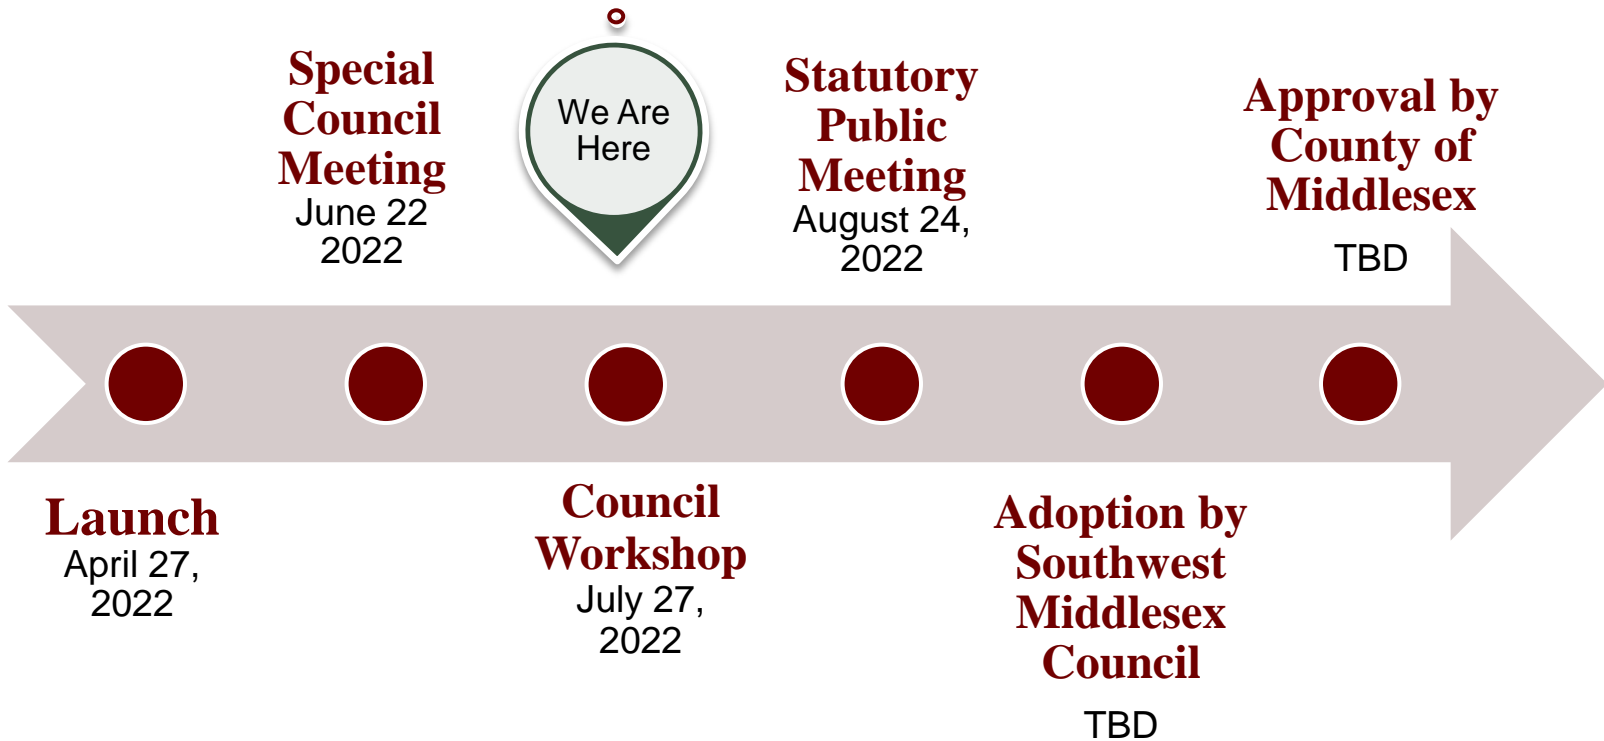 Special
Council
Meeting
June 22
2022
We Are
Here
Statutory
Public
Meeting
August 24,
2022
Approval by
County of
Middlesex
TBD
Launch
April 27,
2022
Council
Workshop
July 27,
2022
Adoption by
Southwest
Middlesex
Council
TBD